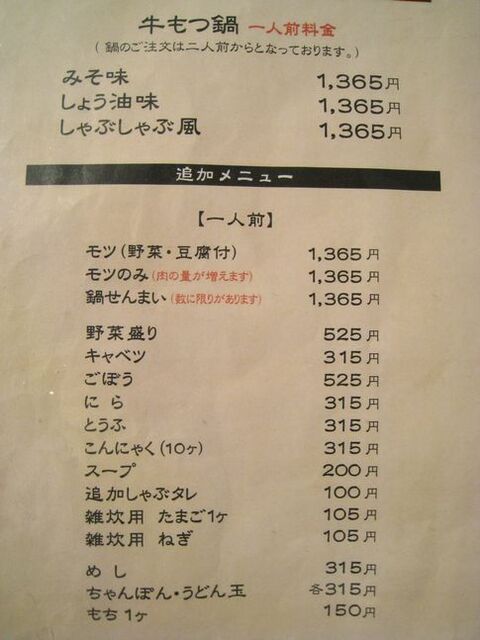 牛もつ鍋 一人前料金
(鍋のご注文は二人前からとなっております。)
みそ味 1,365円
しょう油味 1,365円
しゃぶしゃぶ風 1,365円
追加メニュー
【一人前】
モツ(野菜・豆腐付) 1,365円
モツのみ(肉の量が増えます) 1,365円
鍋せんまい(数に限りがあります) 1,365円
野菜盛り 525円
キャベツ 315円
ごぼう 525円
にら 315円
とうふ 315円
こんにゃく(10ヶ) 315円
スープ 200円
追加しゃぶタレ 100円
雑炊用 たまご1ヶ 105円
雑炊用 ねぎ 105円
めし 315円
ちゃんぽん・うどん玉 各315円
もち1ヶ 150円